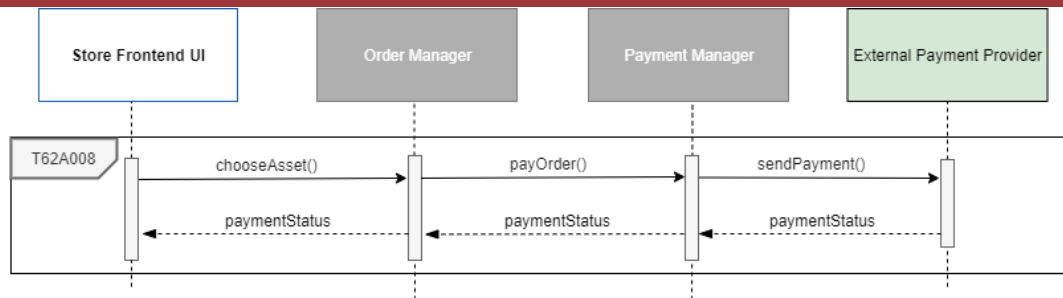 Store Frontend UI
Order Manager
Payment Manager
External Payment Provider
T62A008
chooseAsset()
payOrder()
sendPayment()
paymentStatus
paymentStatus
paymentStatus